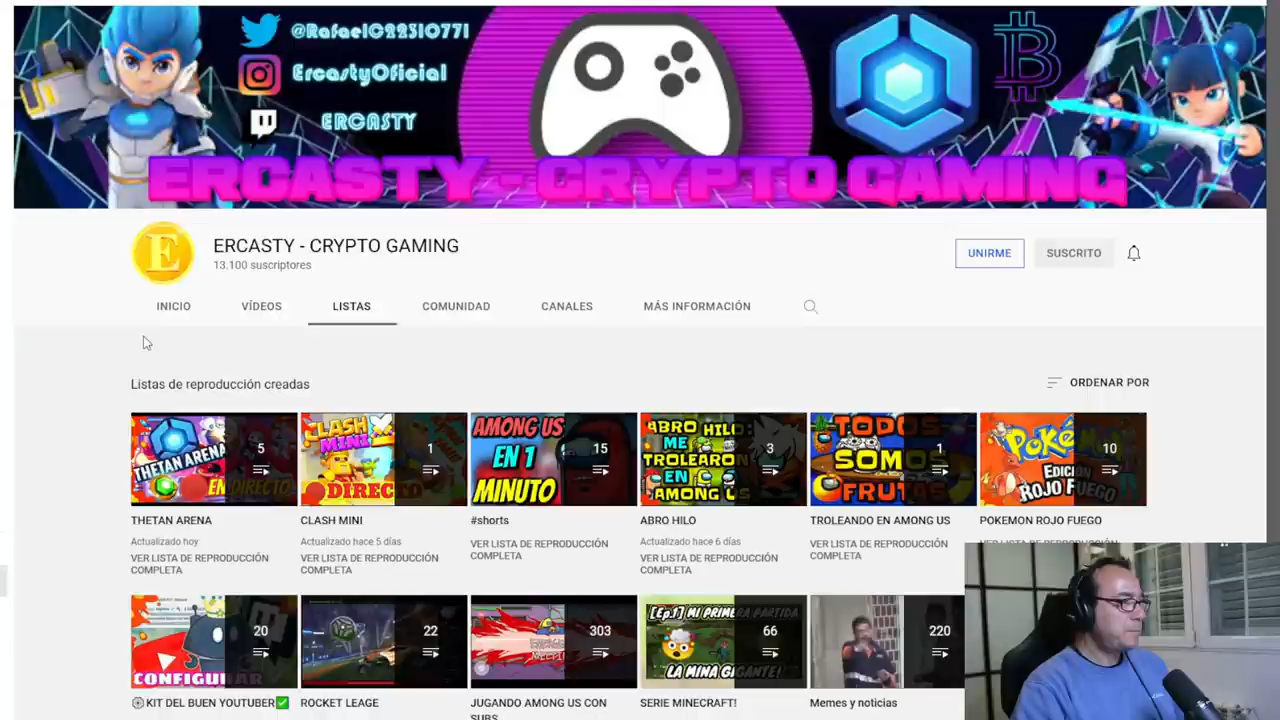 @RafaelC22310771
ErcastyOficial
ERCASTY
ERCASTY - CRYPTO GAMING
E
ERCASTY - CRYPTO GAMING
13.100 suscriptores
UNIRME
SUSCRITO
INICIO
VÍDEOS
LISTAS
COMUNIDAD
CANALES
MÁS INFORMACIÓN
Listas de reproducción creadas
ORDENAR POR
THETAN ARENA
EN DIRECTO
5
CLASH
MINI
DIRECTO
1
AMONG US
EN 1
MINUTO
15
ABRO HILO:
ME
TROLEARON
EN
AMONG US
3
TODOS
SOMOS
FRUTAS
1
POKÉ
EDICI
ROJO FUEGO
10
THETAN ARENA
CLASH MINI
#shorts
ABRO HILO
TROLEANDO EN AMONG US
POKEMON ROJO FUEGO
Actualizado hoy
Actualizado hace 5 días
VER LISTA DE REPRODUCCIÓN
COMPLETA
Actualizado hace 6 días
VER LISTA DE REPRODUCCIÓN
COMPLETA
VER LISTA DE REPRODUCCIÓN
VER LISTA DE REPRODUCCIÓN
COMPLETA
VER LISTA DE REPRODUCCIÓN
COMPLETA
VER LISTA DE REPRODUCCIÓN
COMPLETA
CONFIGURAR
20
22
303
[Ep.1] MI PRIMERA PARTIDA
LA MINA GIGANTE!
66
220
KIT DEL BUEN YOUTUBER
ROCKET LEAGE
JUGANDO AMONG US CON
SUBS
SERIE MINECRAFT!
Memes y noticias